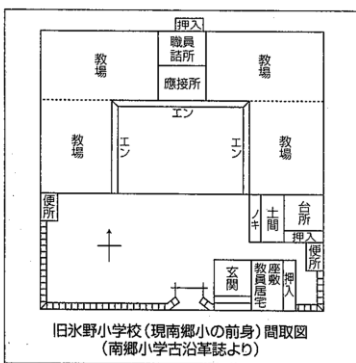 押入
教場
職員
詰所
教場
應接所
エン
教場
エン
エン
教場
便所
ノキ
土間
台所
押入
便所
玄関
座敷
教員居宅
押入
旧氷野小学校(現南郷小の前身)間取図
(南郷小学古沿革誌より)